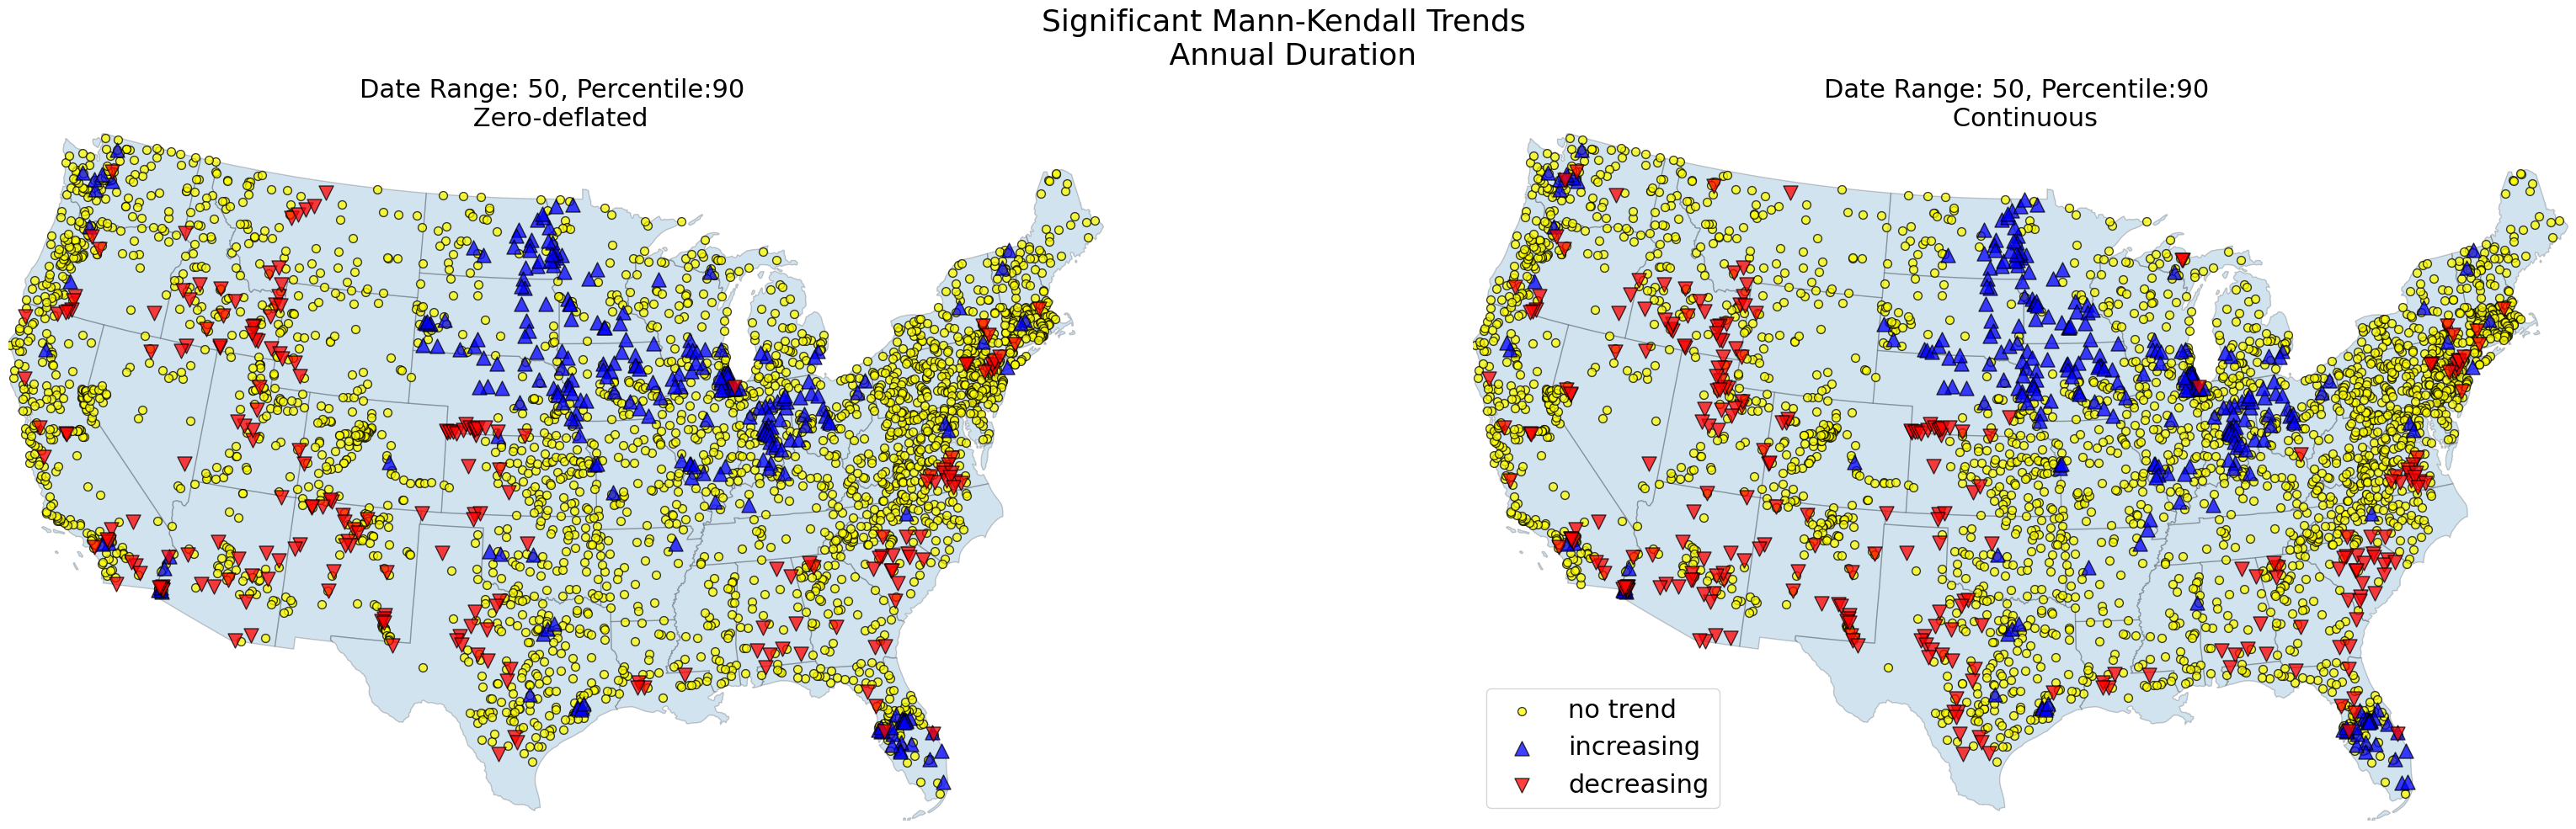 Significant Mann-Kendall Trends
Annual Duration
Date Range: 50, Percentile:90
Zero-deflated
Date Range: 50, Percentile:90
Continuous
no trend
increasing
decreasing